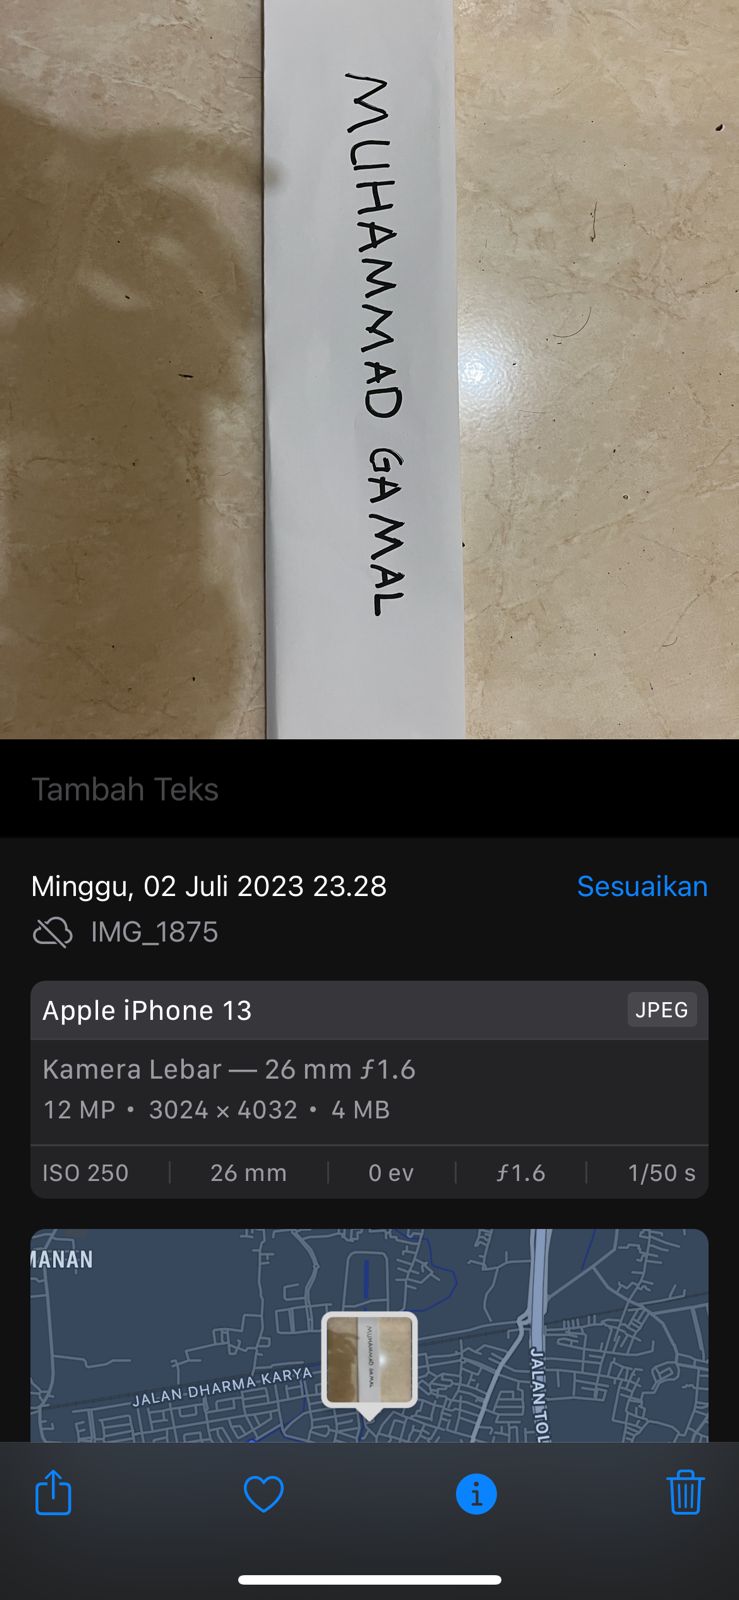 MUHAMMAD GAMAL
Tambah Teks
Minggu, 02 Juli 2023 23.28
Sesuaikan
IMG_1875
Apple iPhone 13
JPEG
Kamera Lebar — 26 mm ƒ1.6
12 MP • 3024 × 4032 • 4 MB
ISO 250 | 26 mm | 0 ev | ƒ1.6 | 1/50 s
MANAN
MUHAMMAD GAMAL
JALAN DHARMA KARYA
JALAN TOL